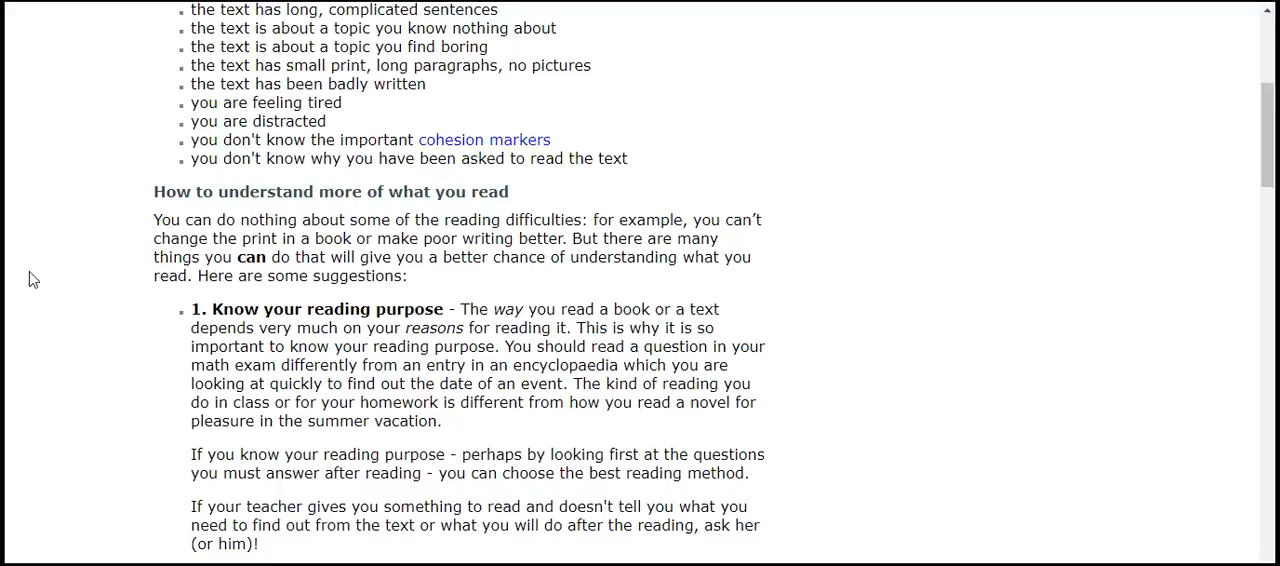 the text has long, complicated sentences
the text is about a topic you know nothing about
the text is about a topic you find boring
the text has small print, long paragraphs, no pictures
the text has been badly written
you are feeling tired
you are distracted
you don't know the important cohesion markers
you don't know why you have been asked to read the text
How to understand more of what you read
You can do nothing about some of the reading difficulties: for example, you can’t
change the print in a book or make poor writing better. But there are many
things you can do that will give you a better chance of understanding what you
read. Here are some suggestions:
1. Know your reading purpose - The way you read a book or a text
depends very much on your reasons for reading it. This is why it is so
important to know your reading purpose. You should read a question in your
math exam differently from an entry in an encyclopaedia which you are
looking at quickly to find out the date of an event. The kind of reading you
do in class or for your homework is different from how you read a novel for
pleasure in the summer vacation.
If you know your reading purpose - perhaps by looking first at the questions
you must answer after reading - you can choose the best reading method.
If your teacher gives you something to read and doesn't tell you what you
need to find out from the text or what you will do after the reading, ask her
(or him)!